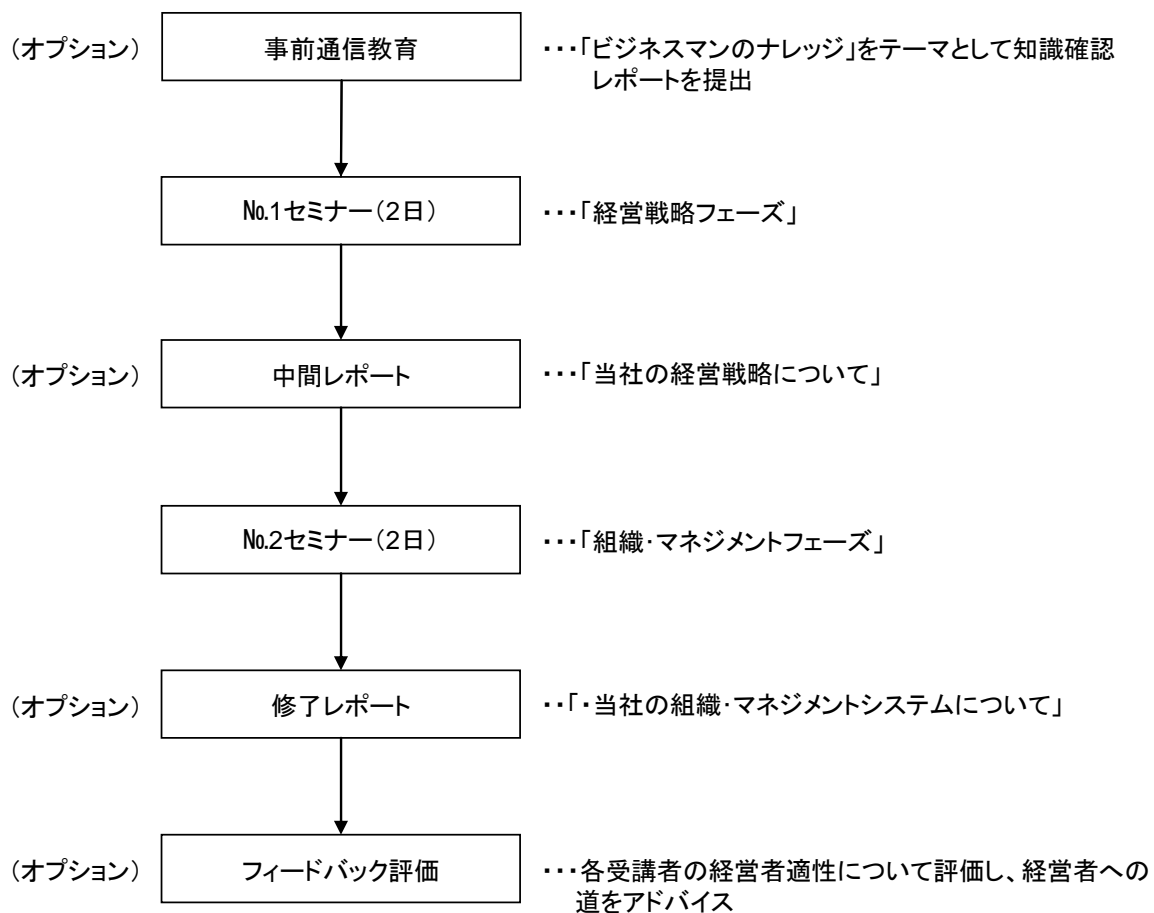 (オプション) 事前通信教育 ・・・「ビジネスマンのナレッジ」をテーマとして知識確認
レポートを提出
№1セミナー(2日) ・・・「経営戦略フェーズ」
(オプション) 中間レポート ・・・「当社の経営戦略について」
№2セミナー(2日) ・・・「組織・マネジメントフェーズ」
(オプション) 修了レポート ・・「・当社の組織・マネジメントシステムについて」
(オプション) フィードバック評価 ・・・各受講者の経営者適性について評価し、経営者への
道をアドバイス